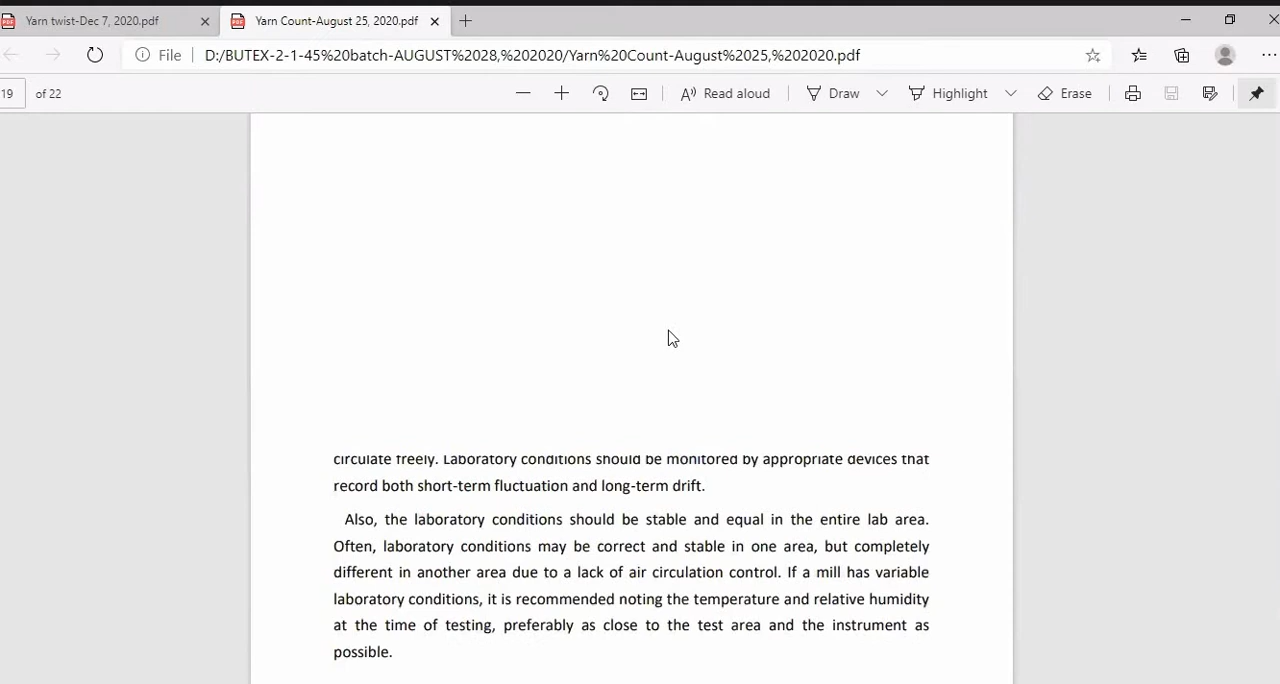 Yarn twist-Dec 7, 2020.pdf
Yarn Count-August 25, 2020.pdf
File
D:/BUTEX-2-1-45%20batch-AUGUST%2028,%202020/Yarn%20Count-August%2025,%202020.pdf
19 of 22
Read aloud
Draw
Highlight
Erase
circulate freely. Laboratory conditions should be monitored by appropriate devices that
record both short-term fluctuation and long-term drift.
Also, the laboratory conditions should be stable and equal in the entire lab area.
Often, laboratory conditions may be correct and stable in one area, but completely
different in another area due to a lack of air circulation control. If a mill has variable
laboratory conditions, it is recommended noting the temperature and relative humidity
at the time of testing, preferably as close to the test area and the instrument as
possible.